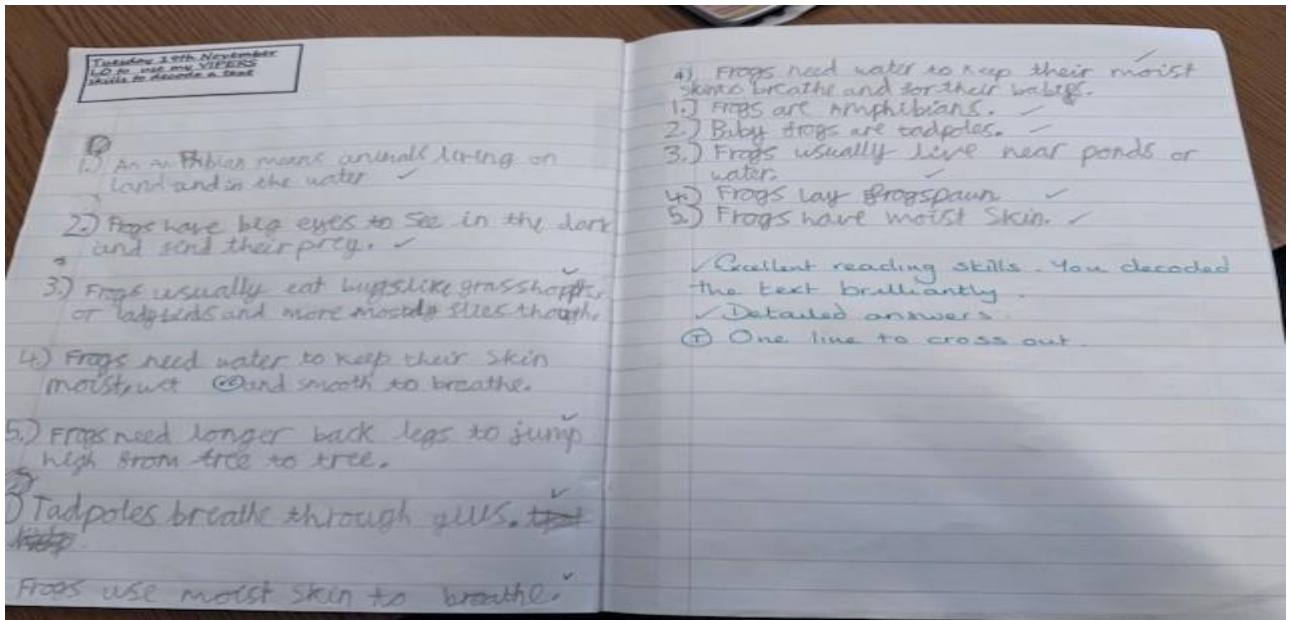 Tuesday 19th November
LO to use my VIPERS
skills to decode a text
1.) An amphibian means animals living on
land and in the water ✓
2.) Frogs have big eyes to see in the dark
and find their prey. ✓
3.) Frogs usually eat bugs like grasshopper
or ladybirds and more mostly flies though.
4.) Frogs need water to keep their skin
moist, wet and smooth to breathe.
5.) Frogs need longer back legs to jump
high from tree to tree.
) Tadpoles breathe through gills.
Frogs use moist skin to breathe.
Frogs need water to keep their moist
breathe and for their babies.
1.) Frogs are Amphibians. ✓
2.) Baby frogs are tadpoles. ✓
3.) Frogs usually live near ponds or
water. ✓
4.) Frogs lay frogspawn ✓
5.) Frogs have moist skin. ✓
✓ Excellent reading skills. You decoded
the text brilliantly.
✓ Detailed answers.
Ⓣ One line to cross out.